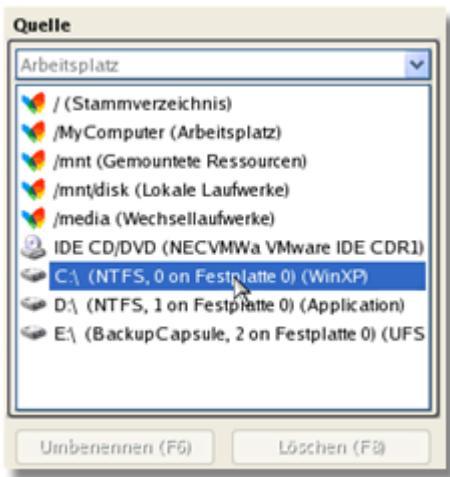 Quelle
Arbeitsplatz
/ (Stammverzeichnis)
/MyComputer (Arbeitsplatz)
/mnt (Gemountete Ressourcen)
/mnt/disk (Lokale Laufwerke)
/media (Wechsellaufwerke)
IDE CD/DVD (NECVMWa VMware IDE CDR1)
C:\ (NTFS, 0 on Festplatte 0) (WinXP)
D:\ (NTFS, 1 on Festplatte 0) (Application)
E:\ (BackupCapsule, 2 on Festplatte 0) (UFS
Umbenennen (F6)
Löschen (F8)